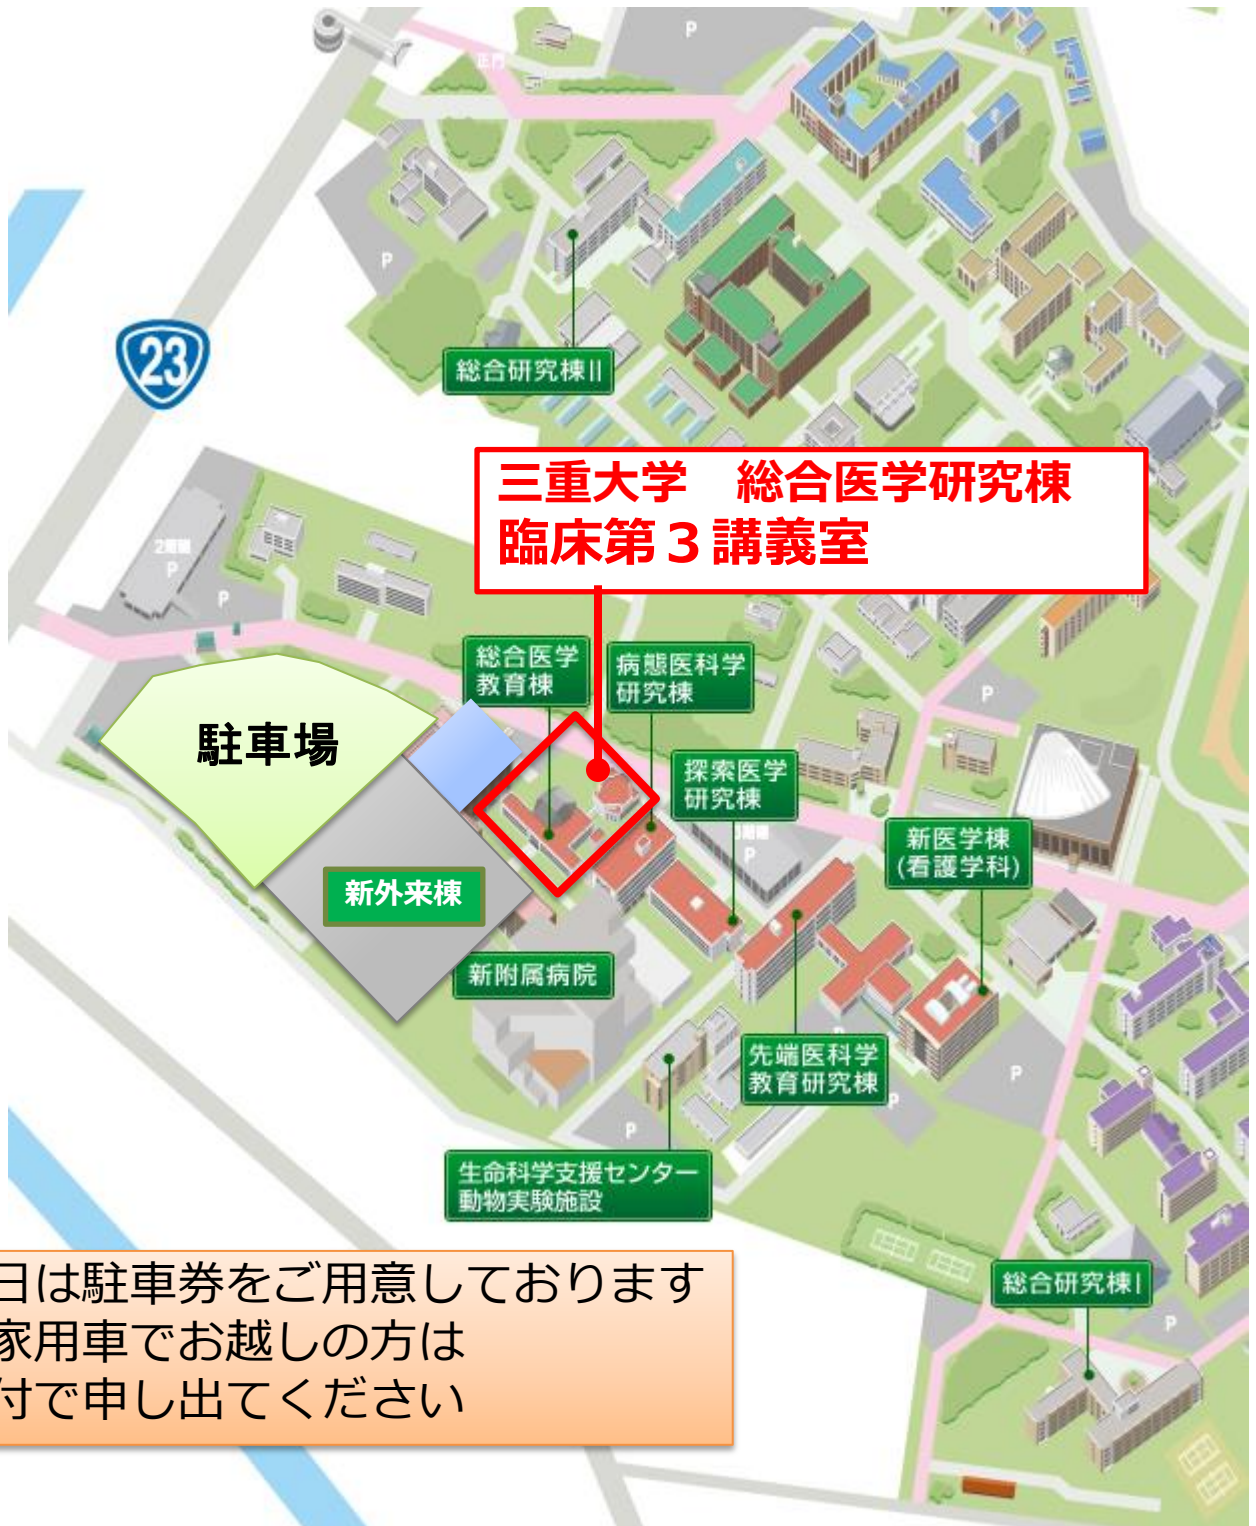 P
正門
P
23
総合研究棟II
三重大学　総合医学研究棟
臨床第３講義室
P
P
総合医学
教育棟
病態医科学
研究棟
P
駐車場
探索医学
研究棟
P
新医学棟
(看護学科)
新外来棟
新附属病院
先端医科学
教育研究棟
P
P
P
P
生命科学支援センター
動物実験施設
日は駐車券をご用意しております
家用車でお越しの方は
付で申し出てください
総合研究棟I
P